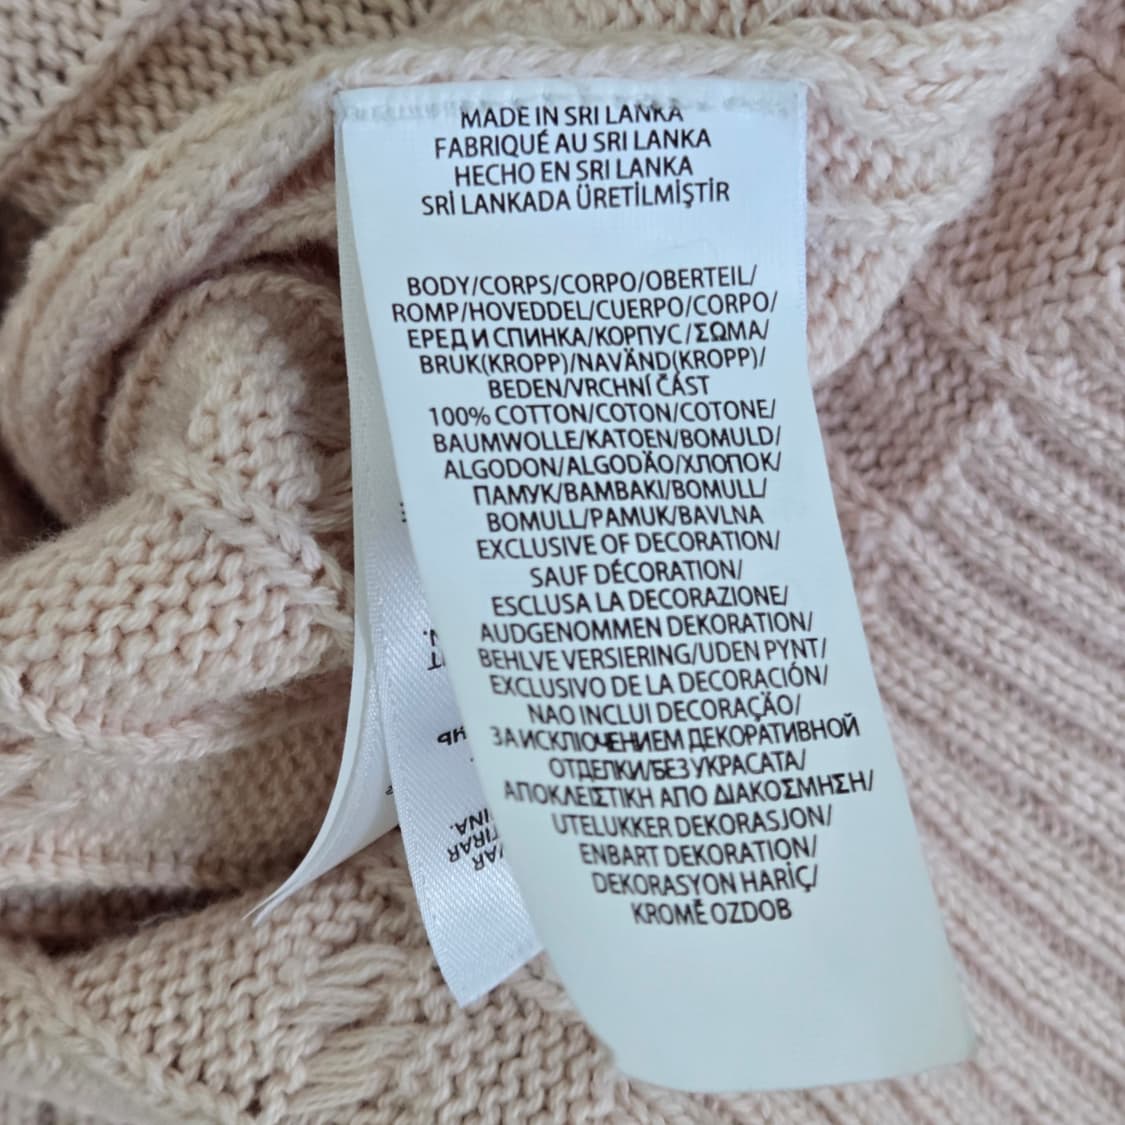 MADE IN SRI LANKA
FABRIQUÉ AU SRI LANKA
HECHO EN SRI LANKA
SRİ LANKADA ÜRETİLMİŞTİR
BODY/CORPS/CORPO/OBERTEIL/
ROMP/HOVEDDEL/CUERPO/CORPO/
ЕРЕД И СПИНКА/КОРПУС/ΣΩΜΑ/
BRUK(KROPP)/NAVÄND(KROPP)/
BEDEN/VRCHNÍ ČÁST
100% COTTON/COTON/COTONE/
BAUMWOLLE/KATOEN/BOMULD/
ALGODON/ALGODÄO/ХЛОПОК/
ПАМУК/BAMBAKI/BOMULL/
BOMULL/PAMUK/BAVLNA
EXCLUSIVE OF DECORATION/
SAUF DÉCORATION/
ESCLUSA LA DECORAZIONE/
AUDGENOMMEN DEKORATION/
BEHLVE VERSIERING/UDEN PYNT/
EXCLUSIVO DE LA DECORACIÓN/
NAO INCLUI DECORAÇÄO/
ЗА ИСКЛЮЧЕНИЕМ ДЕКОРАТИВНОЙ
ОТДЕЛКИ/БЕЗ УКРАСАТА/
ΑΠΟΚΛΕΙΣΤΙΚΗ ΑΠΟ ΔΙΑΚΟΣΜΗΣΗ/
UTELUKKER DEKORASJON/
ENBART DEKORATION/
DEKORASYON HARİÇ/
KROMĚ OZDOB